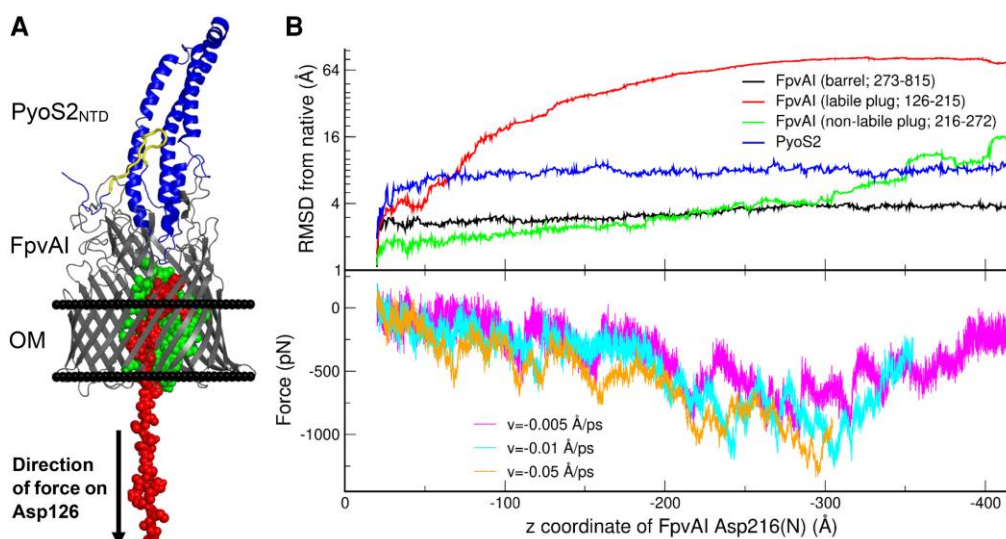 A
PyoS2NTD
FpvAI
OM
Direction
of force on
Asp126
B
RMSD from native (Å)
64
16
4
1
FpvAI (barrel; 273-815)
FpvAI (labile plug; 126-215)
FpvAI (non-labile plug; 216-272)
PyoS2
Force (pN)
0
-500
-1000
v=-0.005 Å/ps
v=-0.01 Å/ps
v=-0.05 Å/ps
0 -100 -200 -300 -400
z coordinate of FpvAI Asp216(N) (Å)